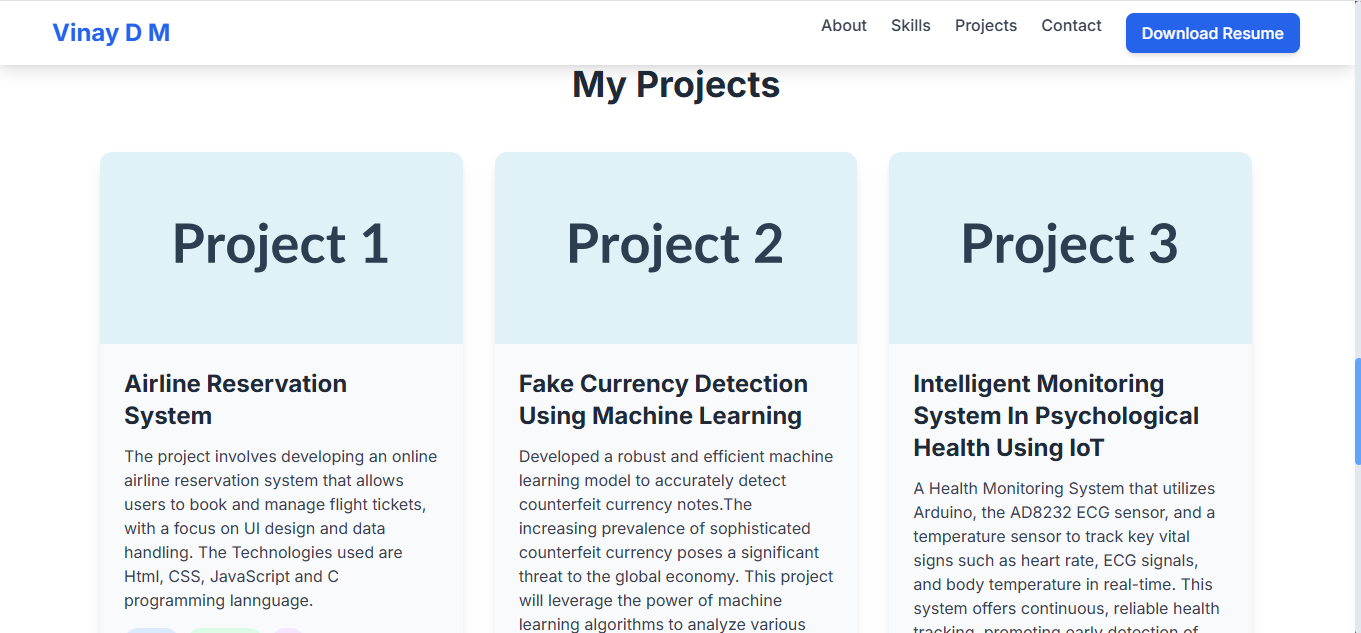 Vinay D M
About
Skills
Projects
Contact
Download Resume
My Projects
Project 1
Airline Reservation
System
The project involves developing an online
airline reservation system that allows
users to book and manage flight tickets,
with a focus on UI design and data
handling. The Technologies used are
Html, CSS, JavaScript and C
programming lannguage.
Project 2
Fake Currency Detection
Using Machine Learning
Developed a robust and efficient machine
learning model to accurately detect
counterfeit currency notes.The
increasing prevalence of sophisticated
counterfeit currency poses a significant
threat to the global economy. This project
will leverage the power of machine
learning algorithms to analyze various
Project 3
Intelligent Monitoring
System In Psychological
Health Using IoT
A Health Monitoring System that utilizes
Arduino, the AD8232 ECG sensor, and a
temperature sensor to track key vital
signs such as heart rate, ECG signals,
and body temperature in real-time. This
system offers continuous, reliable health
tracking, promoting early detection of